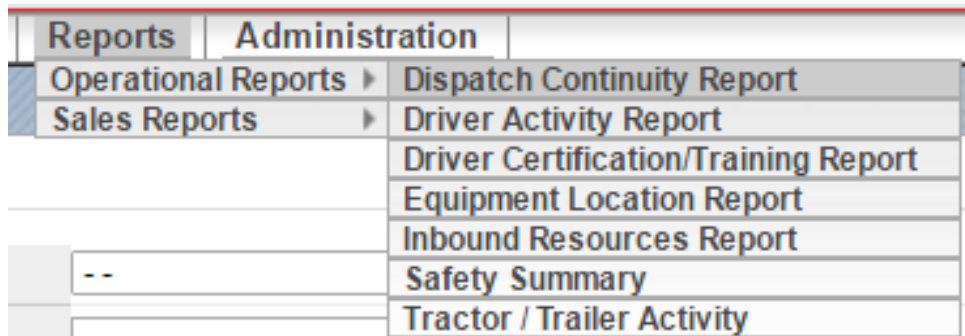 Reports Administration
Operational Reports Dispatch Continuity Report
Sales Reports Driver Activity Report
Driver Certification/Training Report
Equipment Location Report
Inbound Resources Report
- - Safety Summary
Tractor / Trailer Activity